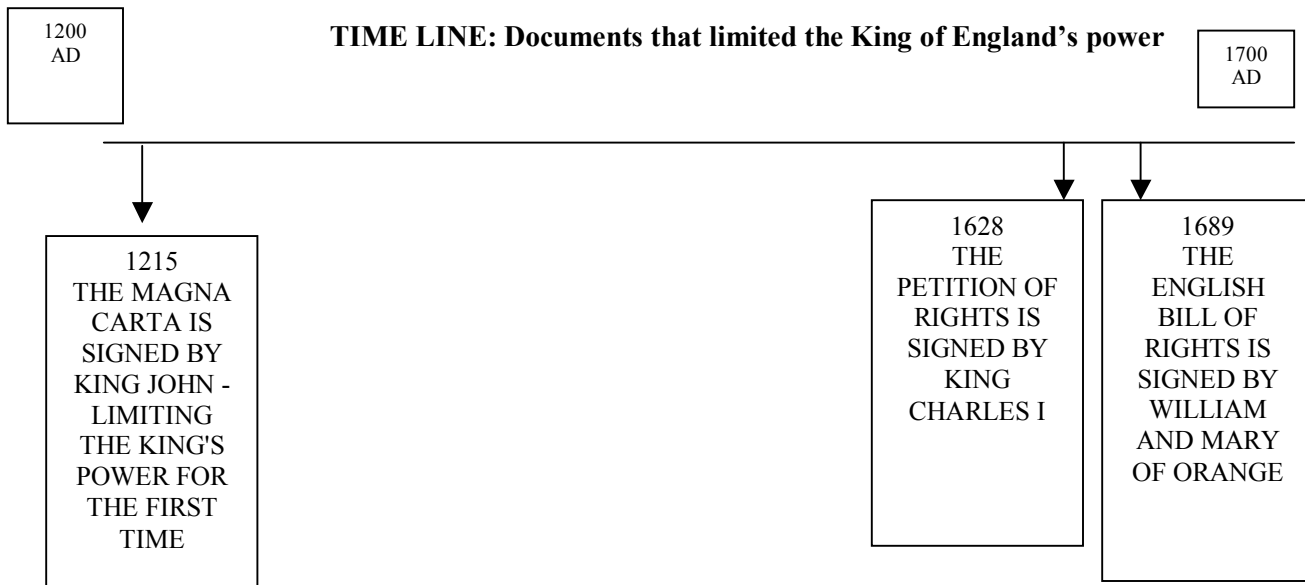 1200
AD
TIME LINE: Documents that limited the King of England's power
1700
AD
1215
THE MAGNA
CARTA IS
SIGNED BY
KING JOHN -
LIMITING
THE KING'S
POWER FOR
THE FIRST
TIME
1628
THE
PETITION OF
RIGHTS IS
SIGNED BY
KING
CHARLES I
1689
THE
ENGLISH
BILL OF
RIGHTS IS
SIGNED BY
WILLIAM
AND MARY
OF ORANGE